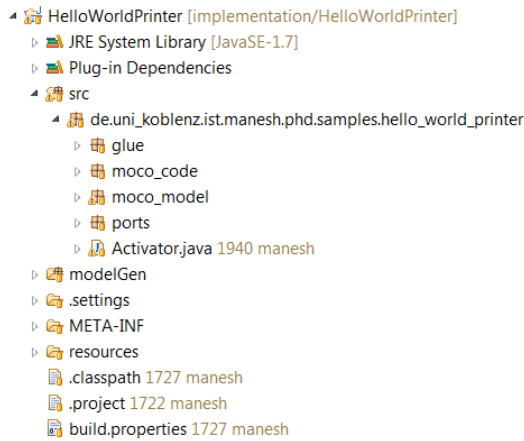 HelloWorldPrinter [implementation/HelloWorldPrinter]
JRE System Library [JavaSE-1.7]
Plug-in Dependencies
src
de.uni_koblenz.ist.manesh.phd.samples.hello_world_printer
glue
moco_code
moco_model
ports
Activator.java 1940 manesh
modelGen
.settings
META-INF
resources
.classpath 1727 manesh
.project 1722 manesh
build.properties 1727 manesh